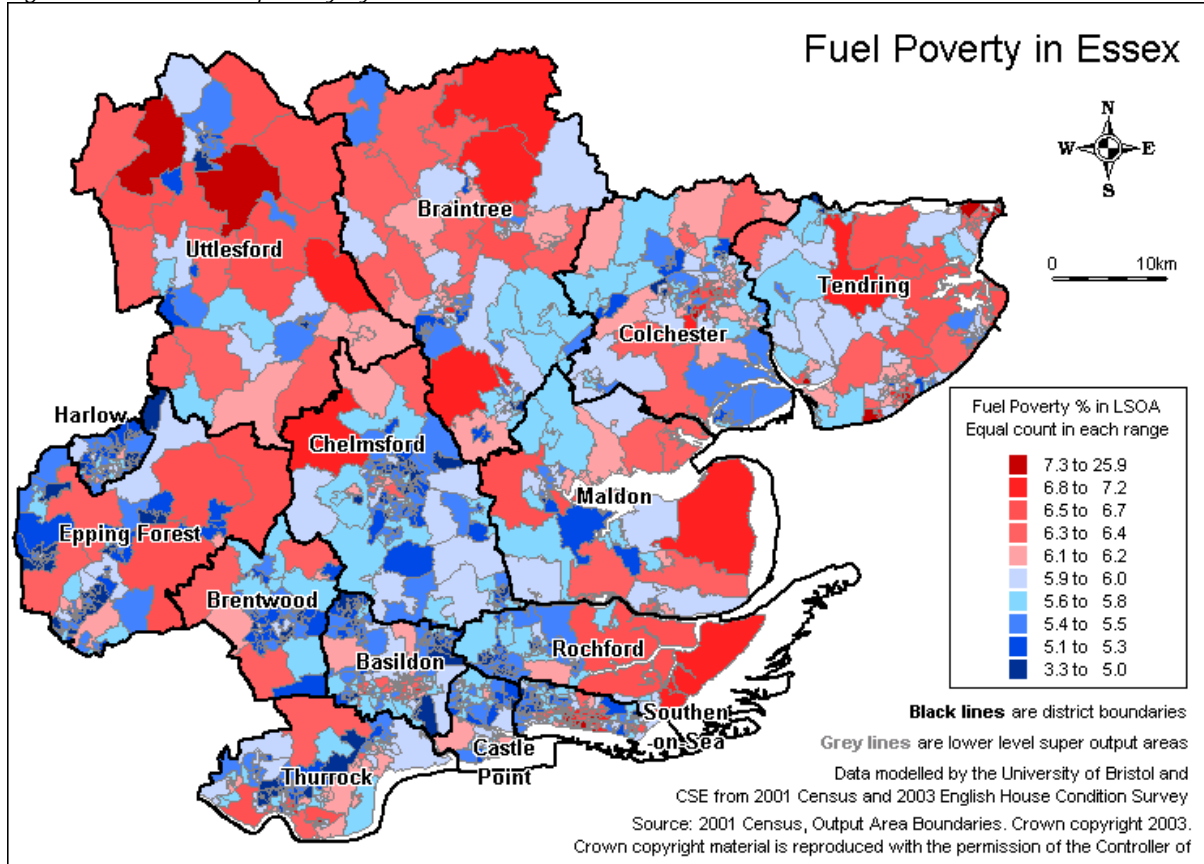 Fuel Poverty in Essex
N
W E
S
0 10km
Braintree
Uttlesford
Tendring
Colchester
Harlow
Chelmsford
Maldon
Epping Forest
Brentwood
Rochford
Basildon
Southen
-on-Sea
Castle
Point
Thurrock
Fuel Poverty % in LSOA
Equal count in each range
7.3 to 25.9
6.8 to 7.2
6.5 to 6.7
6.3 to 6.4
6.1 to 6.2
5.9 to 6.0
5.6 to 5.8
5.4 to 5.5
5.1 to 5.3
3.3 to 5.0
Black lines are district boundaries
Grey lines are lower level super output areas
Data modelled by the University of Bristol and
CSE from 2001 Census and 2003 English House Condition Survey
Source: 2001 Census, Output Area Boundaries. Crown copyright 2003.
Crown copyright material is reproduced with the permission of the Controller of